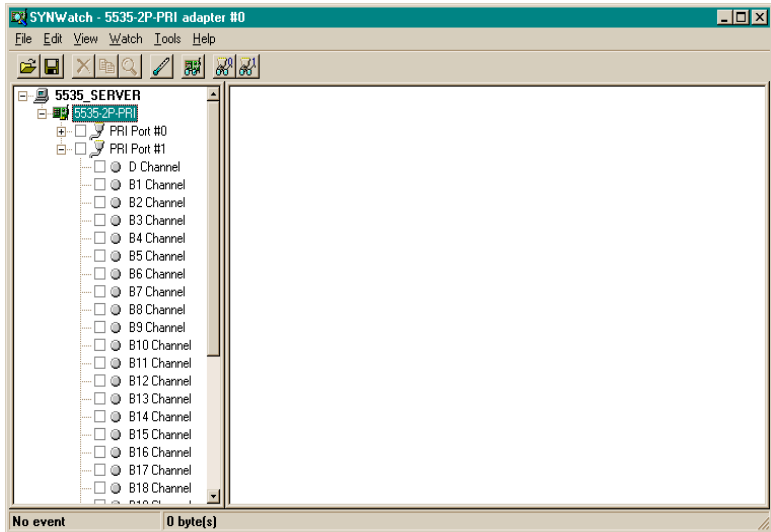 SYNWatch - 5535-2P-PRI adapter #0
File Edit View Watch Tools Help
5535_SERVER
5535-2P-PRI
PRI Port #0
PRI Port #1
D Channel
B1 Channel
B2 Channel
B3 Channel
B4 Channel
B5 Channel
B6 Channel
B7 Channel
B8 Channel
B9 Channel
B10 Channel
B11 Channel
B12 Channel
B13 Channel
B14 Channel
B15 Channel
B16 Channel
B17 Channel
B18 Channel
No event 0 byte(s)